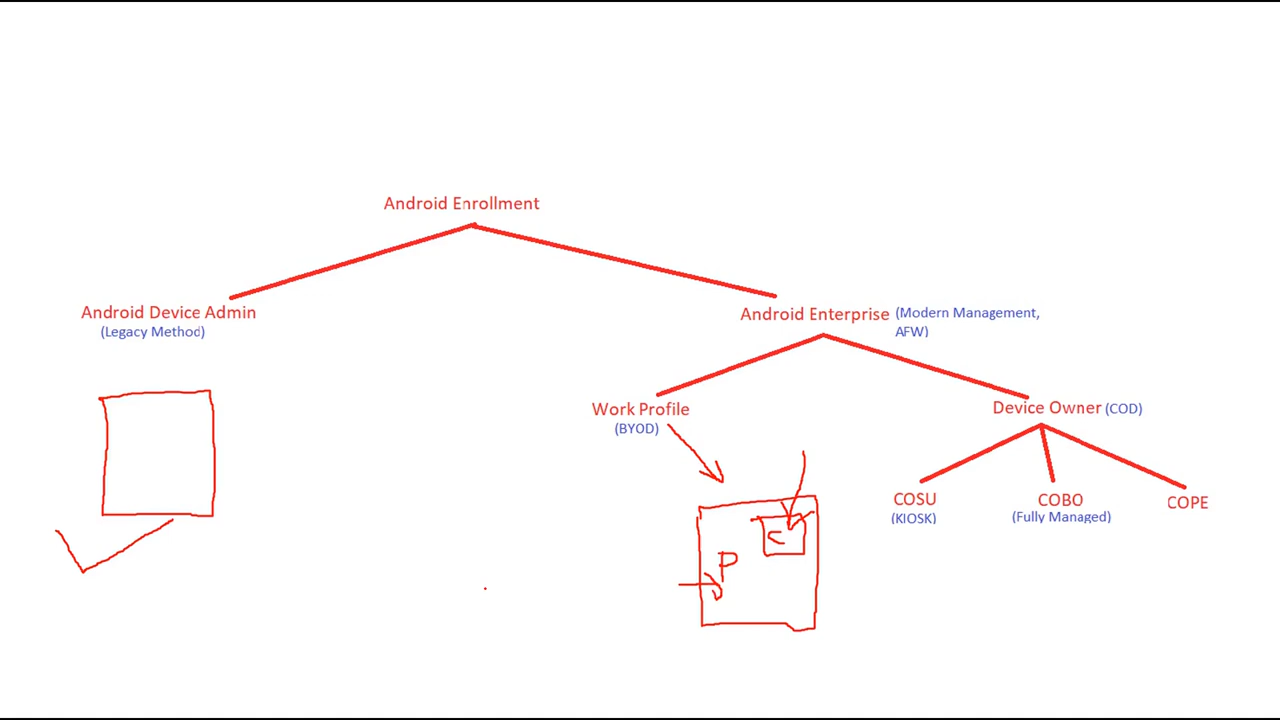 Android Enrollment
Android Device Admin
(Legacy Method)
Android Enterprise (Modern Management,
AFW)
Work Profile
(BYOD)
Device Owner (COD)
COSU
(KIOSK)
COBO
(Fully Managed)
COPE
C
P